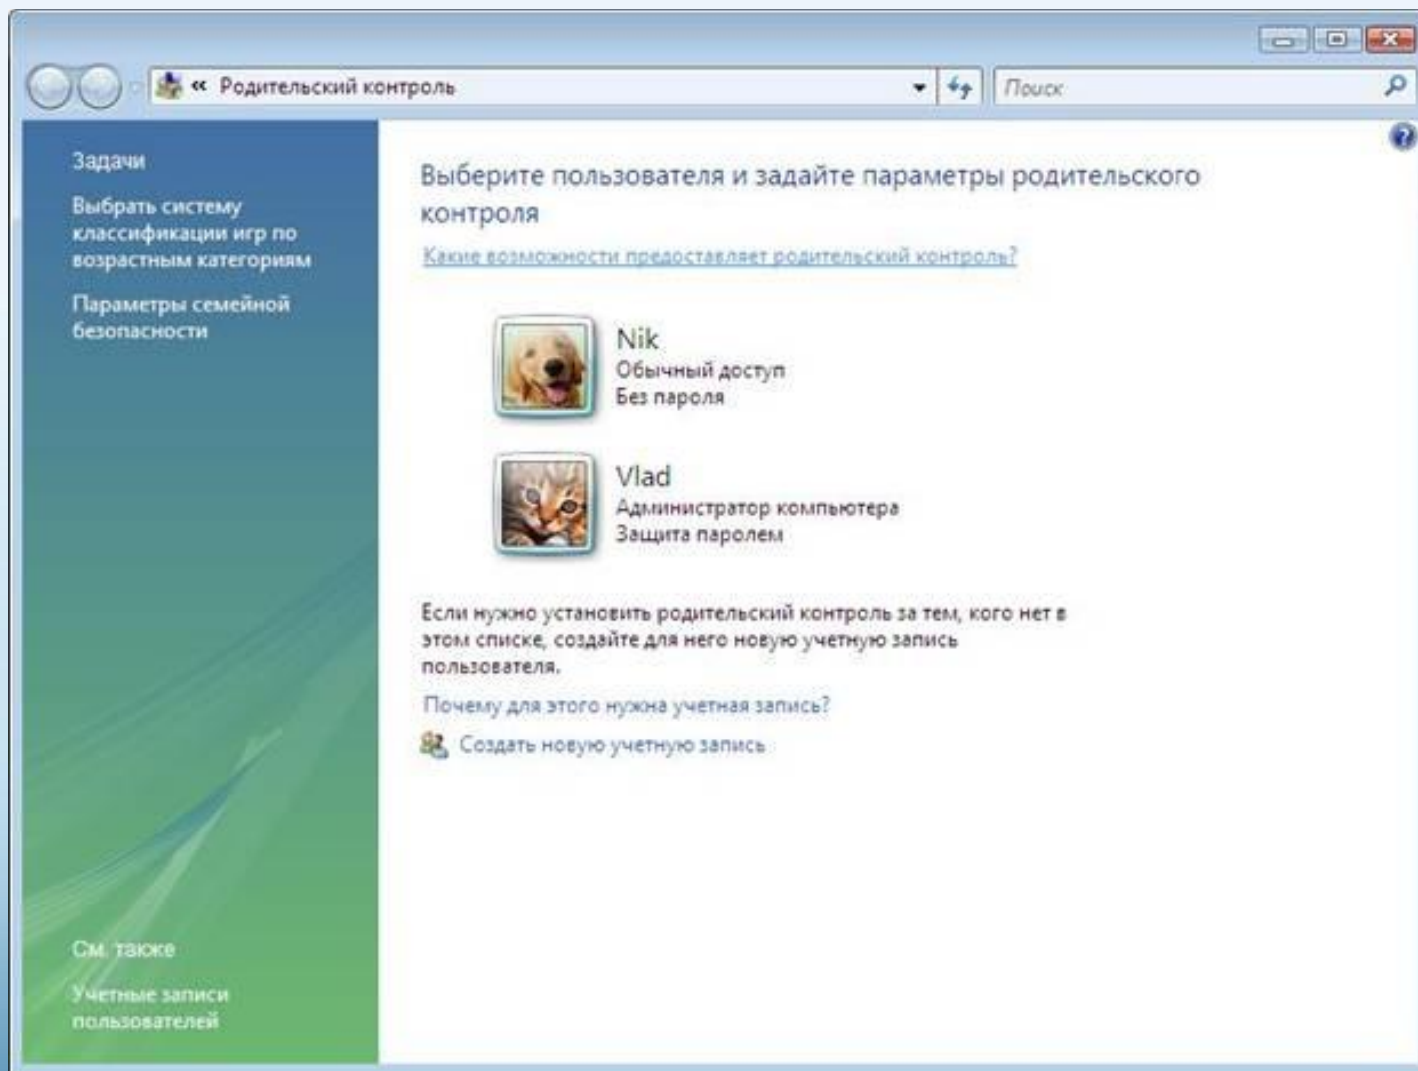 « Родительский контроль
Поиск
Задачи
Выбрать систему
классификации игр по
возрастным категориям
Параметры семейной
безопасности
Выберите пользователя и задайте параметры родительского
контроля
Какие возможности предоставляет родительский контроль?
Nik
Обычный доступ
Без пароля
Vlad
Администратор компьютера
Защита паролем
Если нужно установить родительский контроль за тем, кого нет в
этом списке, создайте для него новую учетную запись
пользователя.
Почему для этого нужна учетная запись?
Создать новую учетную запись
См. также
Учетные записи
пользователей